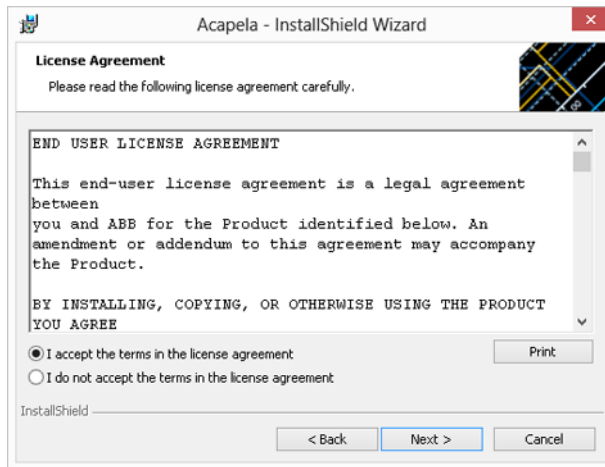 Acapela - InstallShield Wizard
License Agreement
Please read the following license agreement carefully.
END USER LICENSE AGREEMENT
This end-user license agreement is a legal agreement
between
you and ABB for the Product identified below. An
amendment or addendum to this agreement may accompany
the Product.
BY INSTALLING, COPYING, OR OTHERWISE USING THE PRODUCT
YOU AGREE
I accept the terms in the license agreement
Print
I do not accept the terms in the license agreement
InstallShield
< Back
Next >
Cancel